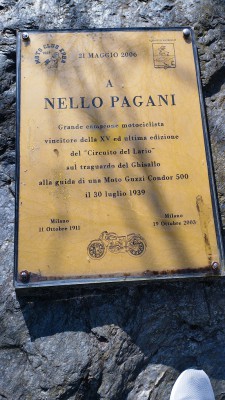 MOTO CLUB
21 MAGGIO 2006
A
NELLO PAGANI
Grande campione motociclista
vincitore della XV ed ultima edizione
del "Circuito del Lario"
sul traguardo del Ghisallo
alla guida di una Moto Guzzi Condor 500
il 30 luglio 1939
Milano
11 Ottobre 1911
Milano
19 Ottobre 2003